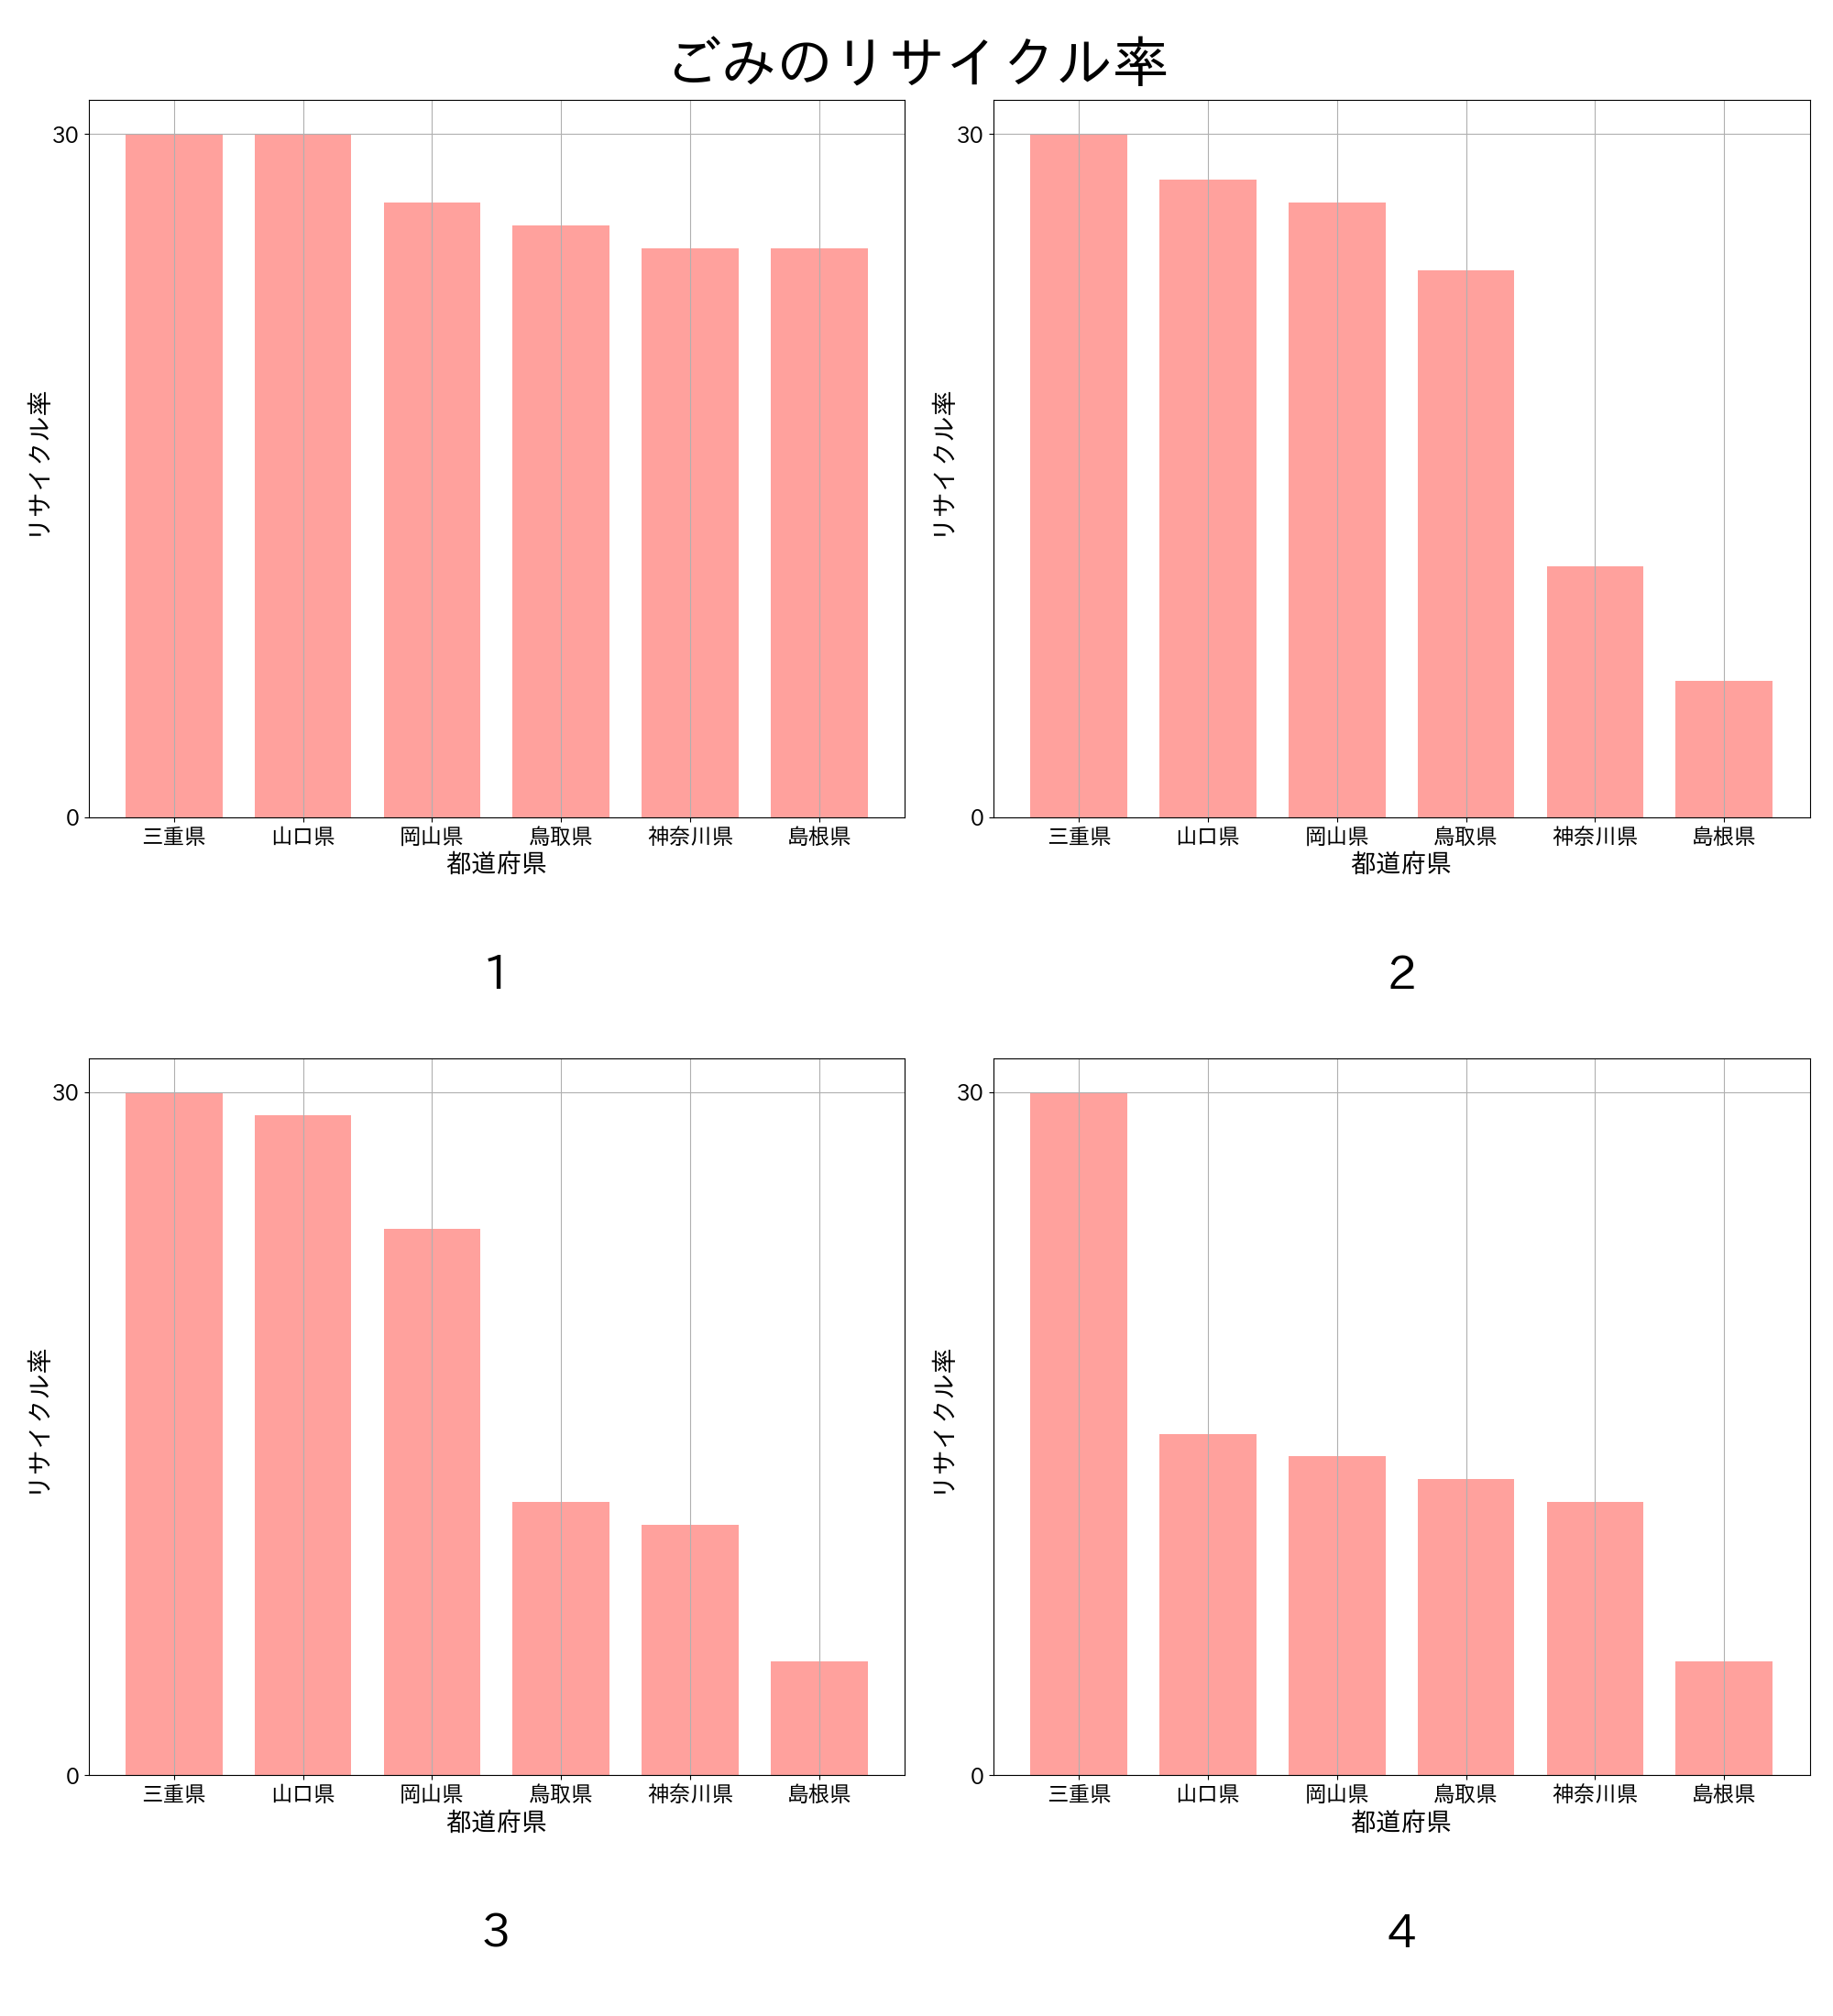 ごみのリサイクル率
30
0
リサイクル率
三重県 山口県 岡山県 鳥取県 神奈川県 島根県
都道府県
1
30
0
リサイクル率
三重県 山口県 岡山県 鳥取県 神奈川県 島根県
都道府県
2
30
0
リサイクル率
三重県 山口県 岡山県 鳥取県 神奈川県 島根県
都道府県
3
30
0
リサイクル率
三重県 山口県 岡山県 鳥取県 神奈川県 島根県
都道府県
4